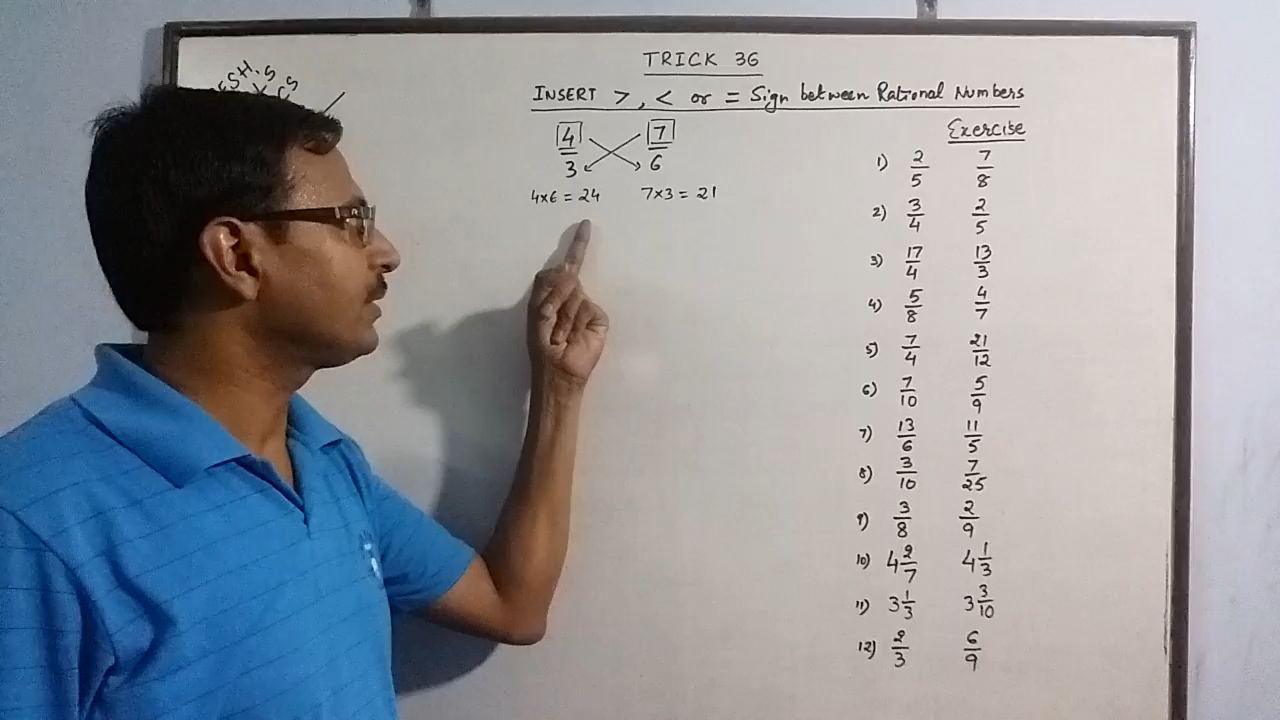 TRICK 36
INSERT >, < or = Sign between Rational Numbers
4/3 7/6
4×6 = 24 7×3 = 21
Exercise
1) 2/5 7/8
2) 3/4 2/5
3) 17/4 13/3
4) 5/8 4/7
5) 7/4 21/12
6) 7/10 5/9
7) 13/6 11/5
8) 3/10 7/25
9) 3/8 2/9
10) 4 2/7 4 1/3
11) 3 1/3 3 3/10
12) 2/3 6/9